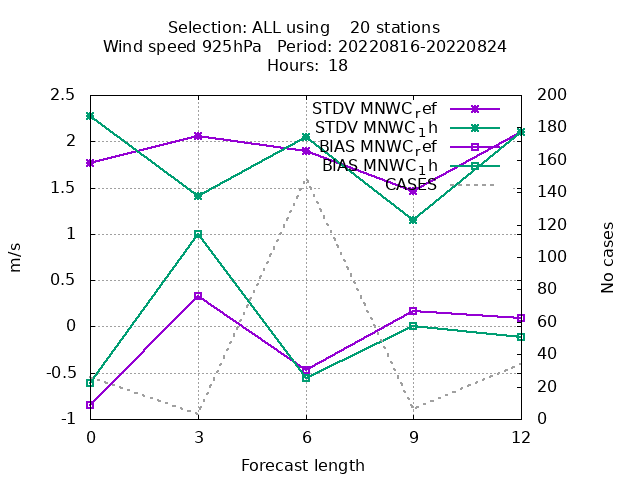 Selection: ALL using    20 stations
Wind speed 925hPa   Period: 20220816-20220824
Hours:  18
STDV MNWC_ref
STDV MNWC_1h
BIAS MNWC_ref
BIAS MNWC_1h
CASES
2.5
2
1.5
1
0.5
0
-0.5
-1
m/s
200
180
160
140
120
100
80
60
40
20
0
No cases
0
3
6
9
12
Forecast length